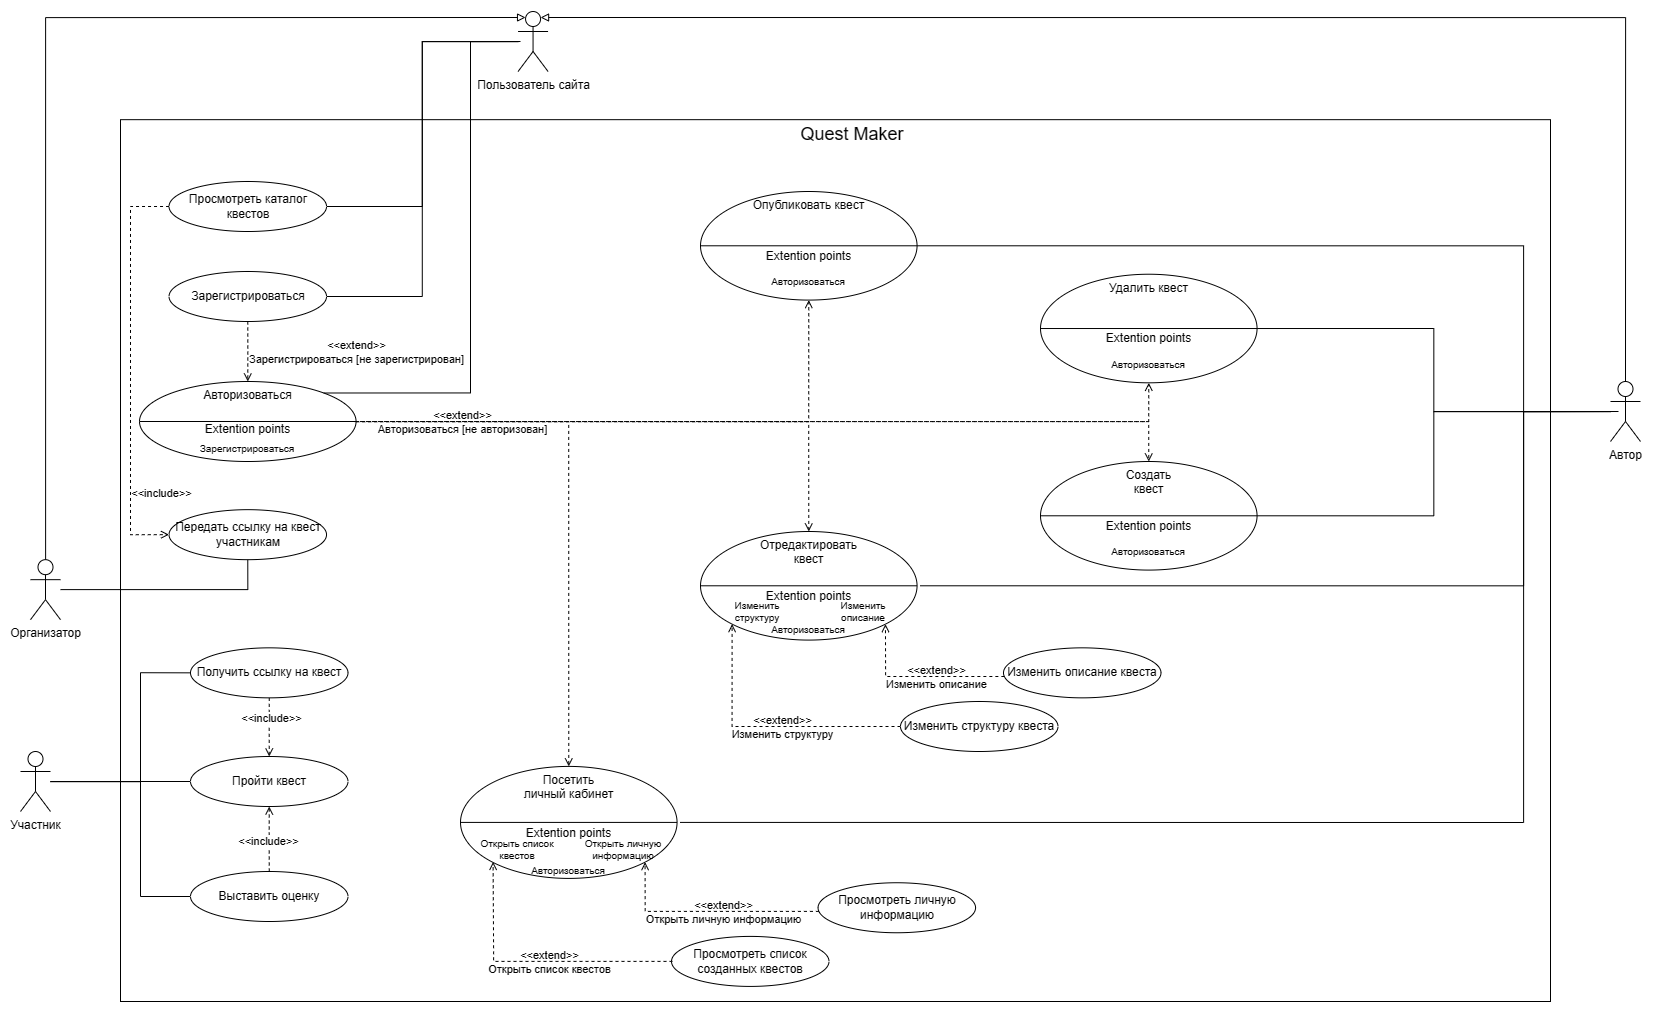 Пользователь сайта
Quest Maker
Просмотреть каталог
квестов
Опубликовать квест
Extention points
Авторизоваться
Зарегистрироваться
Удалить квест
Extention points
Авторизоваться
<<extend>>
Зарегистрироваться [не зарегистрирован]
Авторизоваться
Extention points
Зарегистрироваться
<<extend>>
Авторизоваться [не авторизован]
Автор
Создать
квест
Extention points
Авторизоваться
<<include>>
Передать ссылку на квест
участникам
Отредактировать
квест
Extention points
Изменить
структуру
Изменить
описание
Авторизоваться
Организатор
Получить ссылку на квест
<<extend>>
Изменить описание
Изменить описание квеста
<<include>>
<<extend>>
Изменить структуру
Изменить структуру квеста
Пройти квест
Участник
Посетить
личный кабинет
Extention points
Открыть список
квестов
Открыть личную
информацию
Авторизоваться
<<include>>
Выставить оценку
<<extend>>
Открыть личную информацию
Просмотреть личную
информацию
<<extend>>
Открыть список квестов
Просмотреть список
созданных квестов